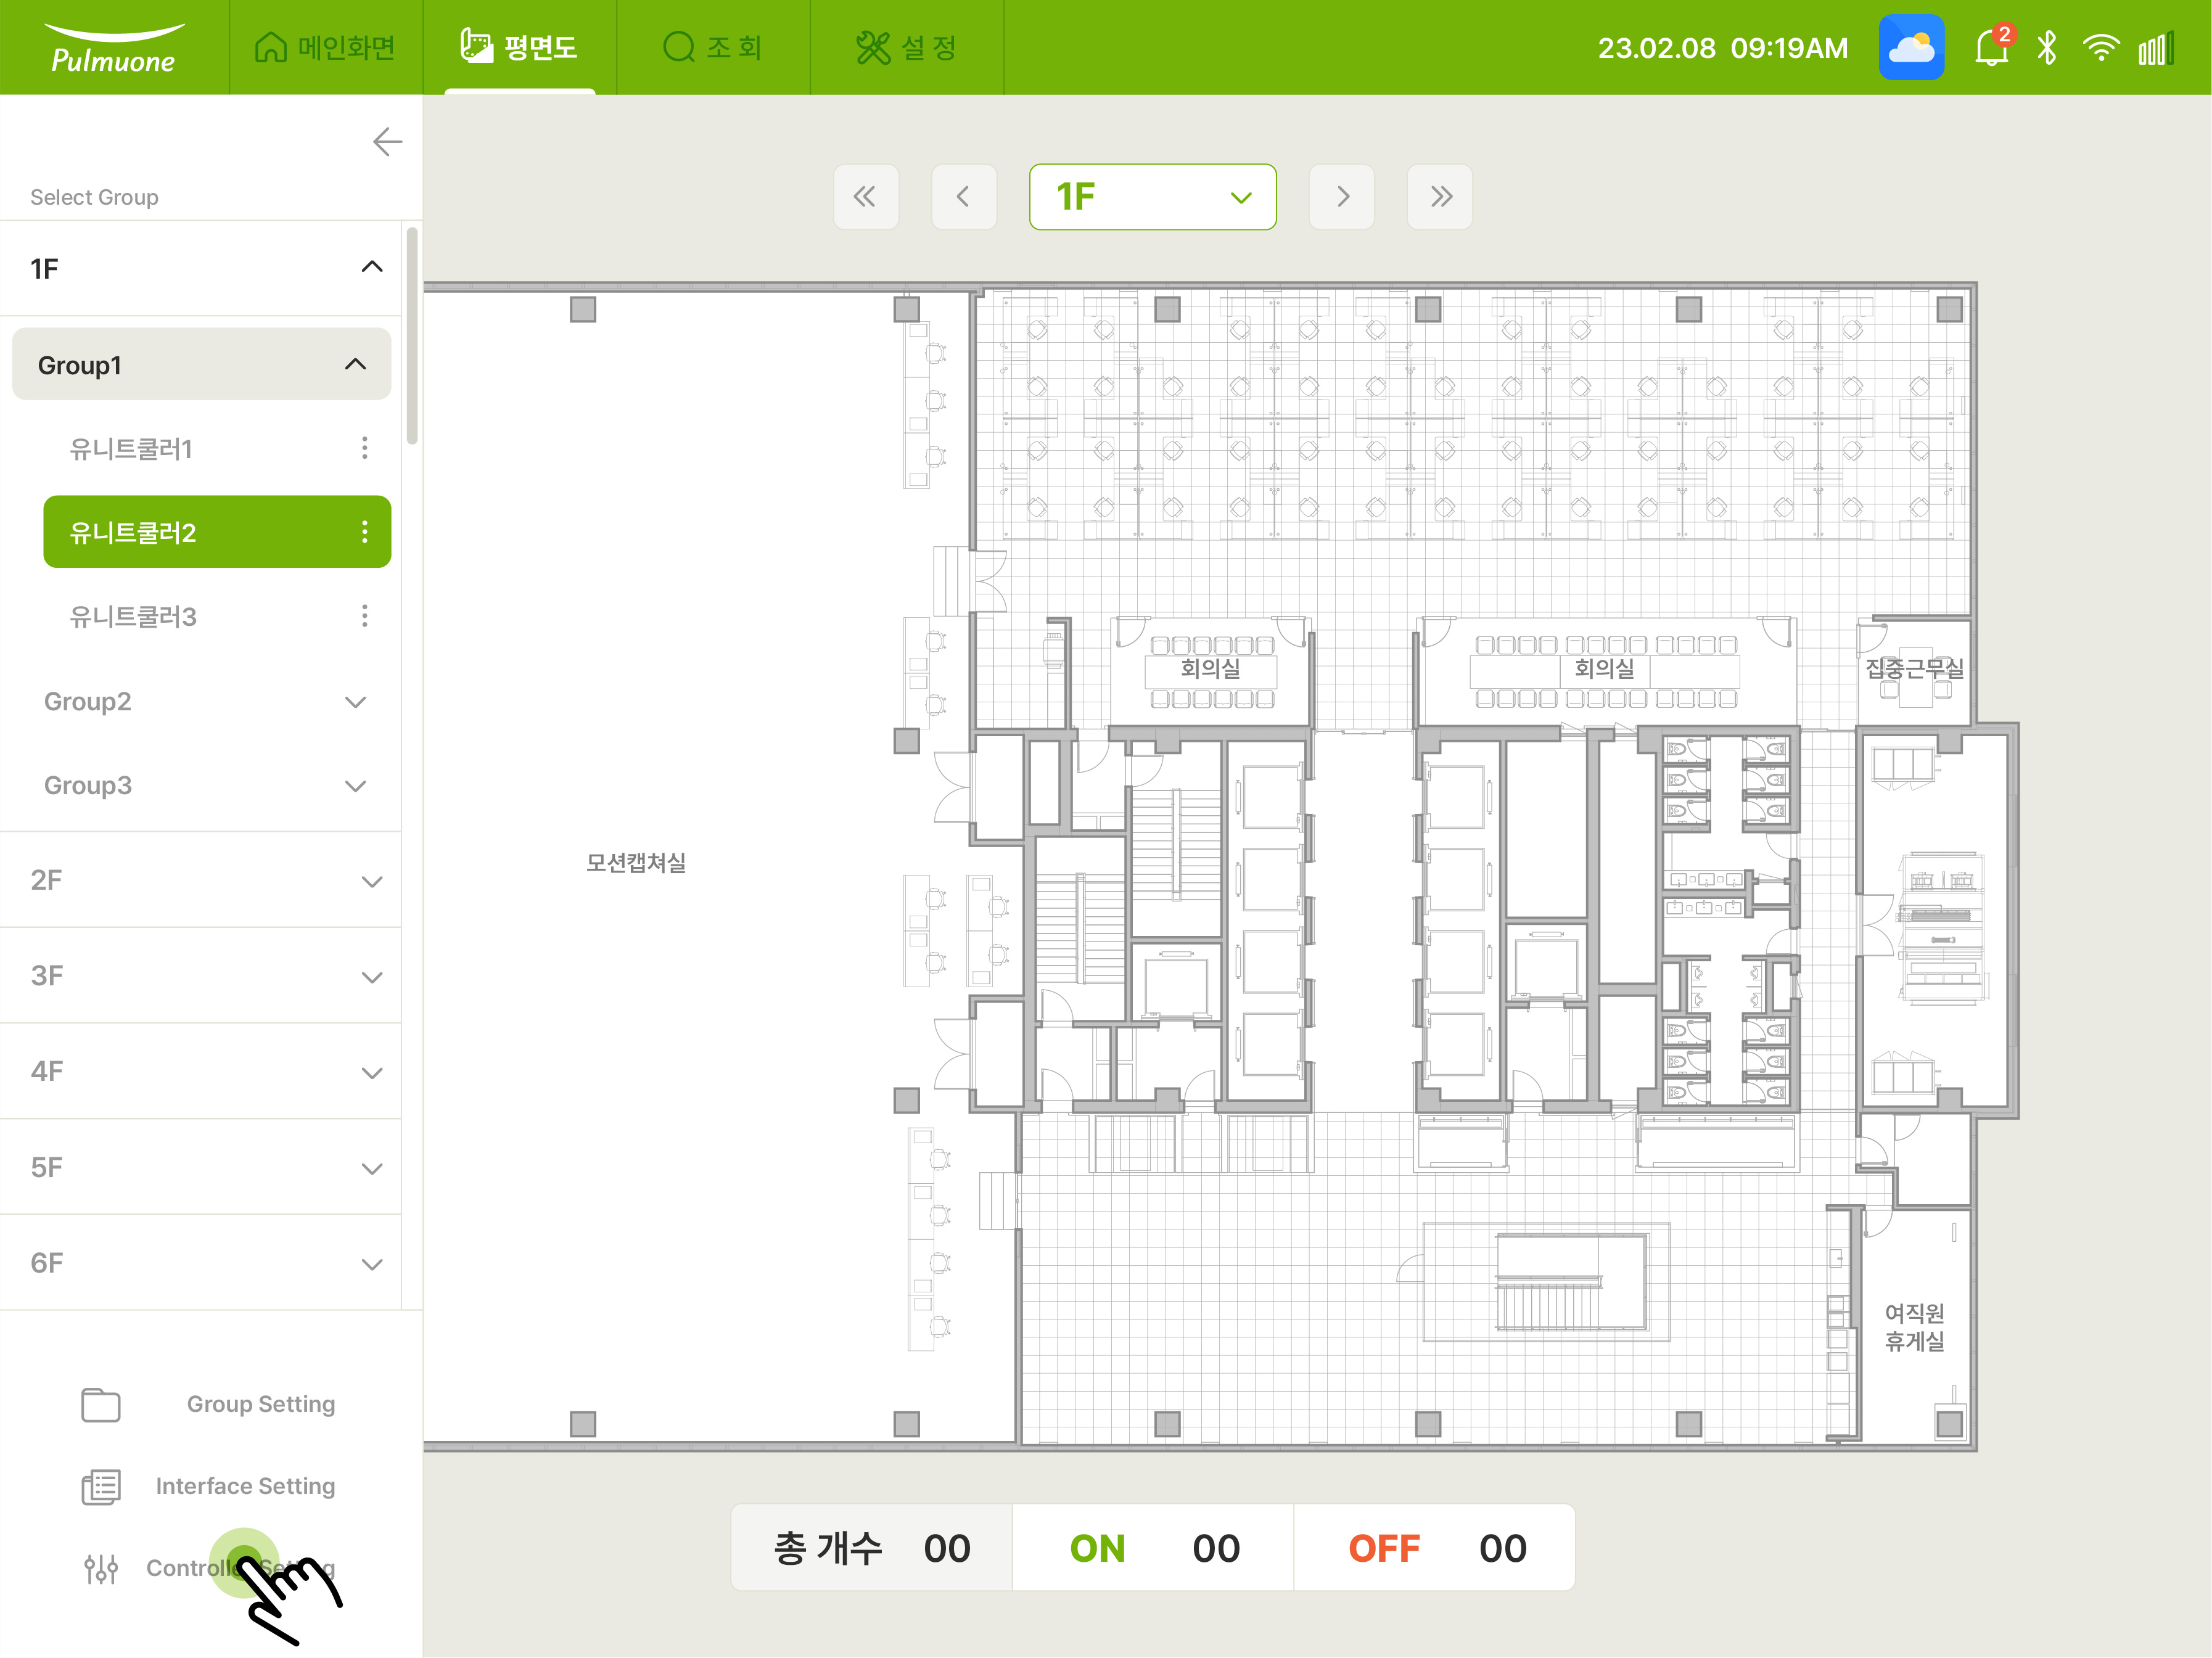 Pulmuone
메인화면
평면도
조 회
설 정
23.02.08 09:19AM
2
Select Group
1F
Group1
유니트쿨러1
유니트쿨러2
유니트쿨러3
Group2
Group3
2F
3F
4F
5F
6F
Group Setting
Interface Setting
1F
회의실
회의실
집중근무실
모션캡쳐실
여직원
휴게실
총 개수 00
ON 00
OFF 00